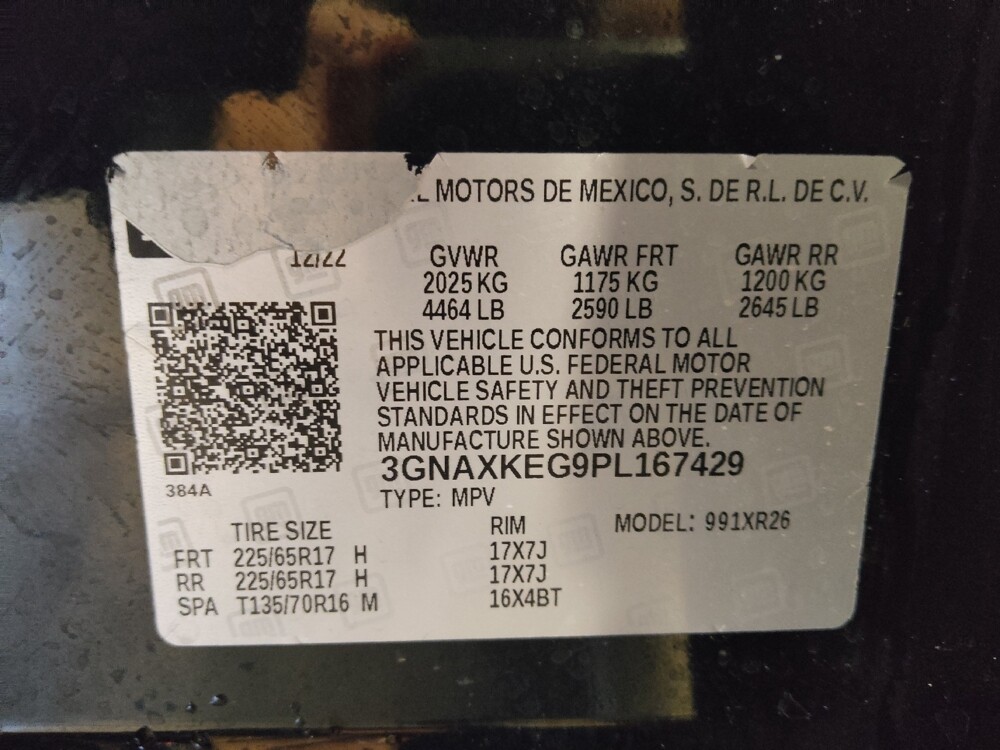 MOTORS DE MEXICO, S. DE R.L. DE C.V.
12/22
GVWR GAWR FRT GAWR RR
2025 KG 1175 KG 1200 KG
4464 LB 2590 LB 2645 LB
THIS VEHICLE CONFORMS TO ALL
APPLICABLE U.S. FEDERAL MOTOR
VEHICLE SAFETY AND THEFT PREVENTION
STANDARDS IN EFFECT ON THE DATE OF
MANUFACTURE SHOWN ABOVE.
3GNAXKEG9PL167429
384A
TYPE: MPV
TIRE SIZE RIM MODEL: 991XR26
FRT 225/65R17 H 17X7J
RR 225/65R17 H 17X7J
SPA T135/70R16 M 16X4BT